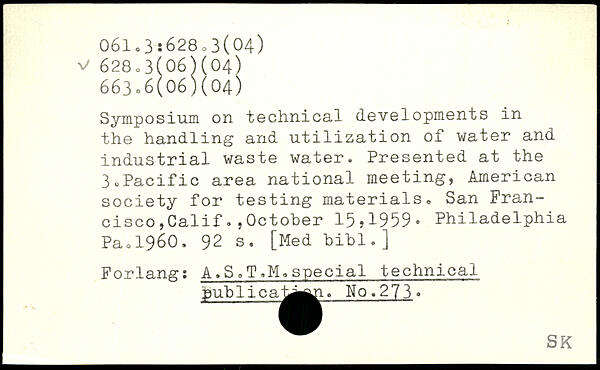 061.3:628.3(04)
✓ 628.3(06)(04)
663.6(06)(04)
Symposium on technical developments in
the handling and utilization of water and
industrial waste water. Presented at the
3.Pacific area national meeting, American
society for testing materials. San Fran-
cisco,Calif.,October 15,1959. Philadelphia
Pa.1960. 92 s. [Med bibl.]
Forlang: A.S.T.M.special technical
publication. No.273.
SK